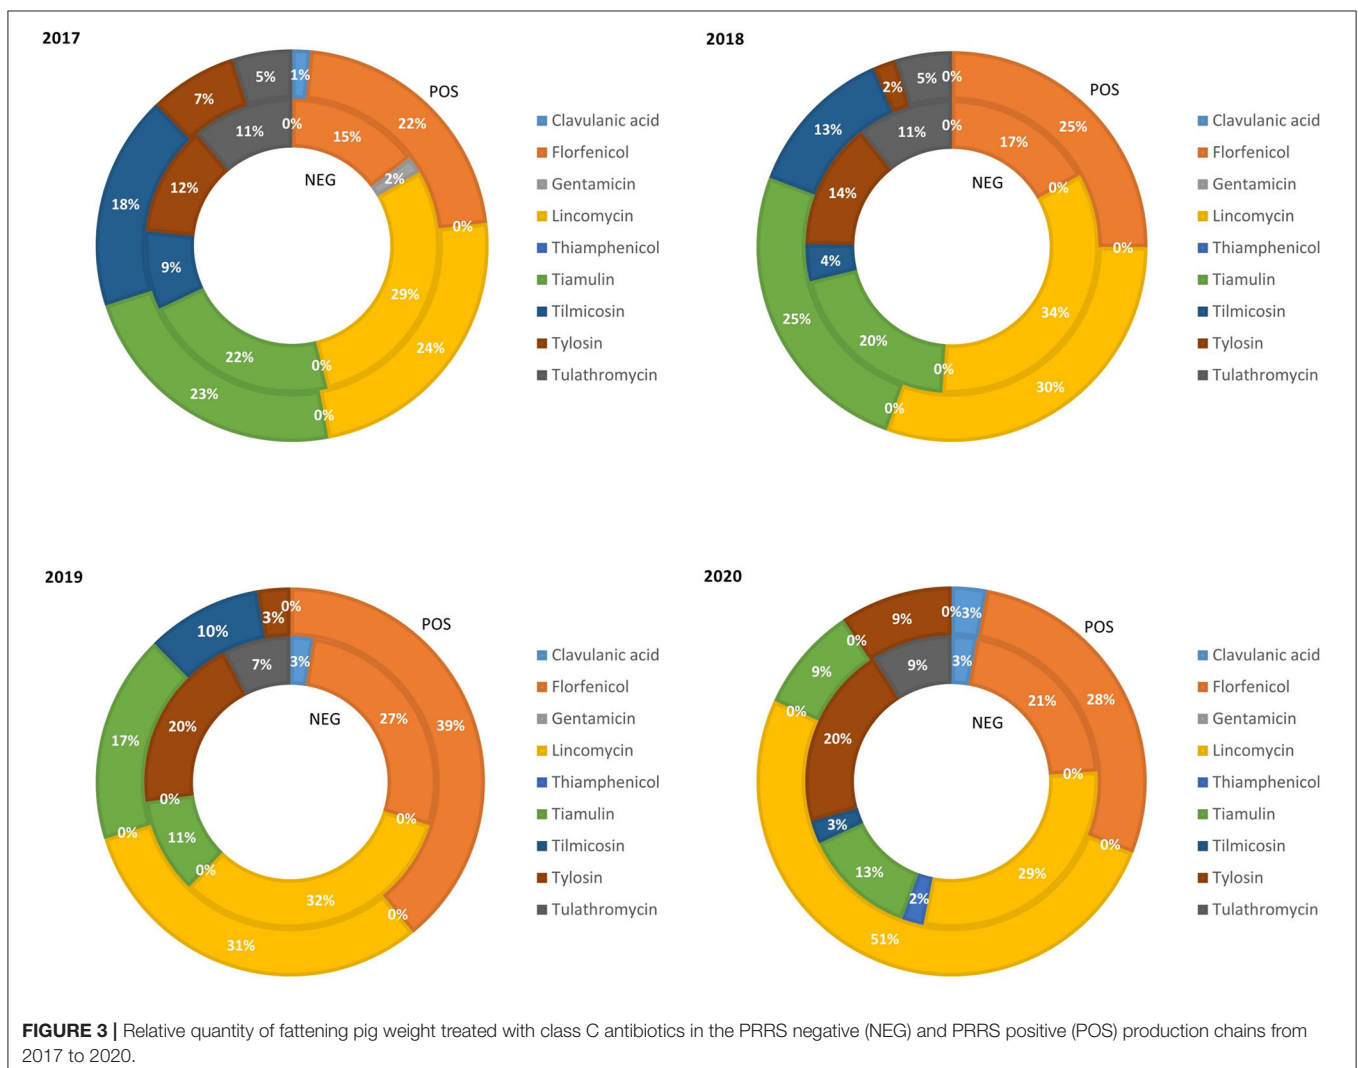 2017
POS
NEG
1%
22%
0%
24%
0%
23%
18%
7%
5%
0%
15%
2%
29%
0%
22%
9%
12%
11%
Clavulanic acid
Florfenicol
Gentamicin
Lincomycin
Thiamphenicol
Tiamulin
Tilmicosin
Tylosin
Tulathromycin
2018
POS
NEG
0%
25%
0%
30%
0%
25%
13%
2%
5%
0%
17%
0%
34%
0%
20%
4%
14%
11%
Clavulanic acid
Florfenicol
Gentamicin
Lincomycin
Thiamphenicol
Tiamulin
Tilmicosin
Tylosin
Tulathromycin
2019
POS
NEG
0%
39%
0%
31%
0%
17%
10%
3%
3%
27%
0%
32%
0%
11%
0%
20%
7%
Clavulanic acid
Florfenicol
Gentamicin
Lincomycin
Thiamphenicol
Tiamulin
Tilmicosin
Tylosin
Tulathromycin
2020
POS
NEG
3%
28%
0%
51%
0%
9%
0%
9%
0%
3%
21%
0%
29%
2%
13%
3%
20%
9%
Clavulanic acid
Florfenicol
Gentamicin
Lincomycin
Thiamphenicol
Tiamulin
Tilmicosin
Tylosin
Tulathromycin
FIGURE 3 | Relative quantity of fattening pig weight treated with class C antibiotics in the PRRS negative (NEG) and PRRS positive (POS) production chains from
2017 to 2020.